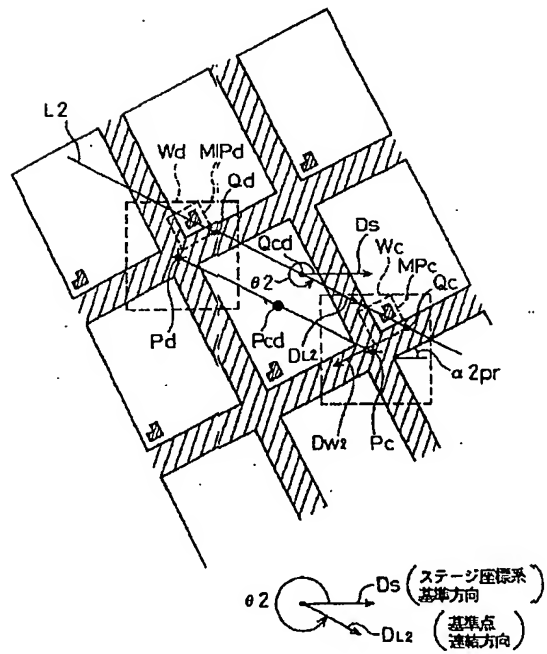 L2
Wd
MPd
Qd
Qcd
Ds
Wc
θ2
MPc
Qc
Pd
Pcd
DL2
α2pr
Dw2
Pc
θ2
Ds (ステージ座標系
基準方向)
DL2 (基準点
連結方向)